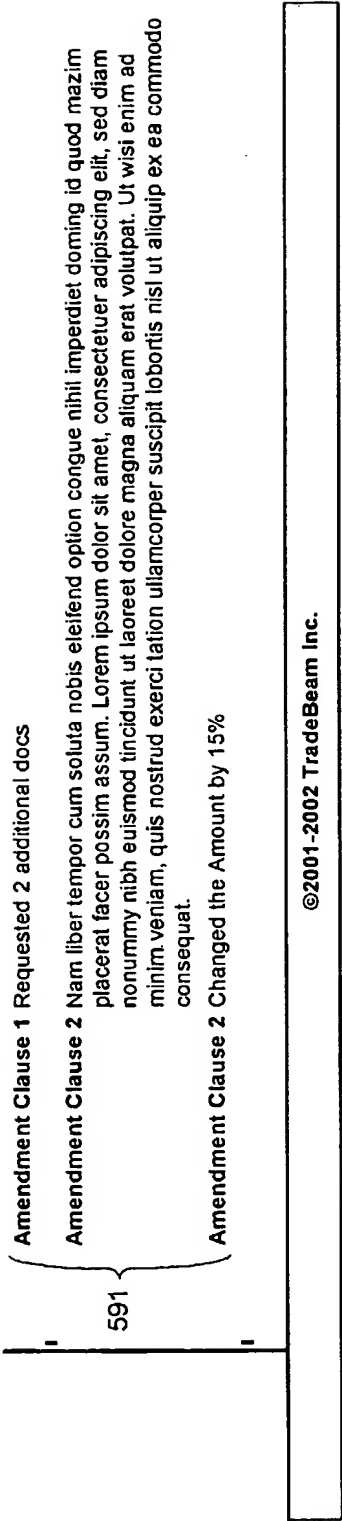 Amendment Clause 1 Requested 2 additional docs
Amendment Clause 2 Nam liber tempor cum soluta nobis eleifend option congue nihil imperdiet doming id quod mazim
placerat facer possim assum. Lorem ipsum dolor sit amet, consectetuer adipiscing elit, sed diam
nonummy nibh euismod tincidunt ut laoreet dolore magna aliquam erat volutpat. Ut wisi enim ad
minim veniam, quis nostrud exerci tation ullamcorper suscipit lobortis nisl ut aliquip ex ea commodo
consequat.
591
Amendment Clause 2 Changed the Amount by 15%
©2001-2002 TradeBeam Inc.